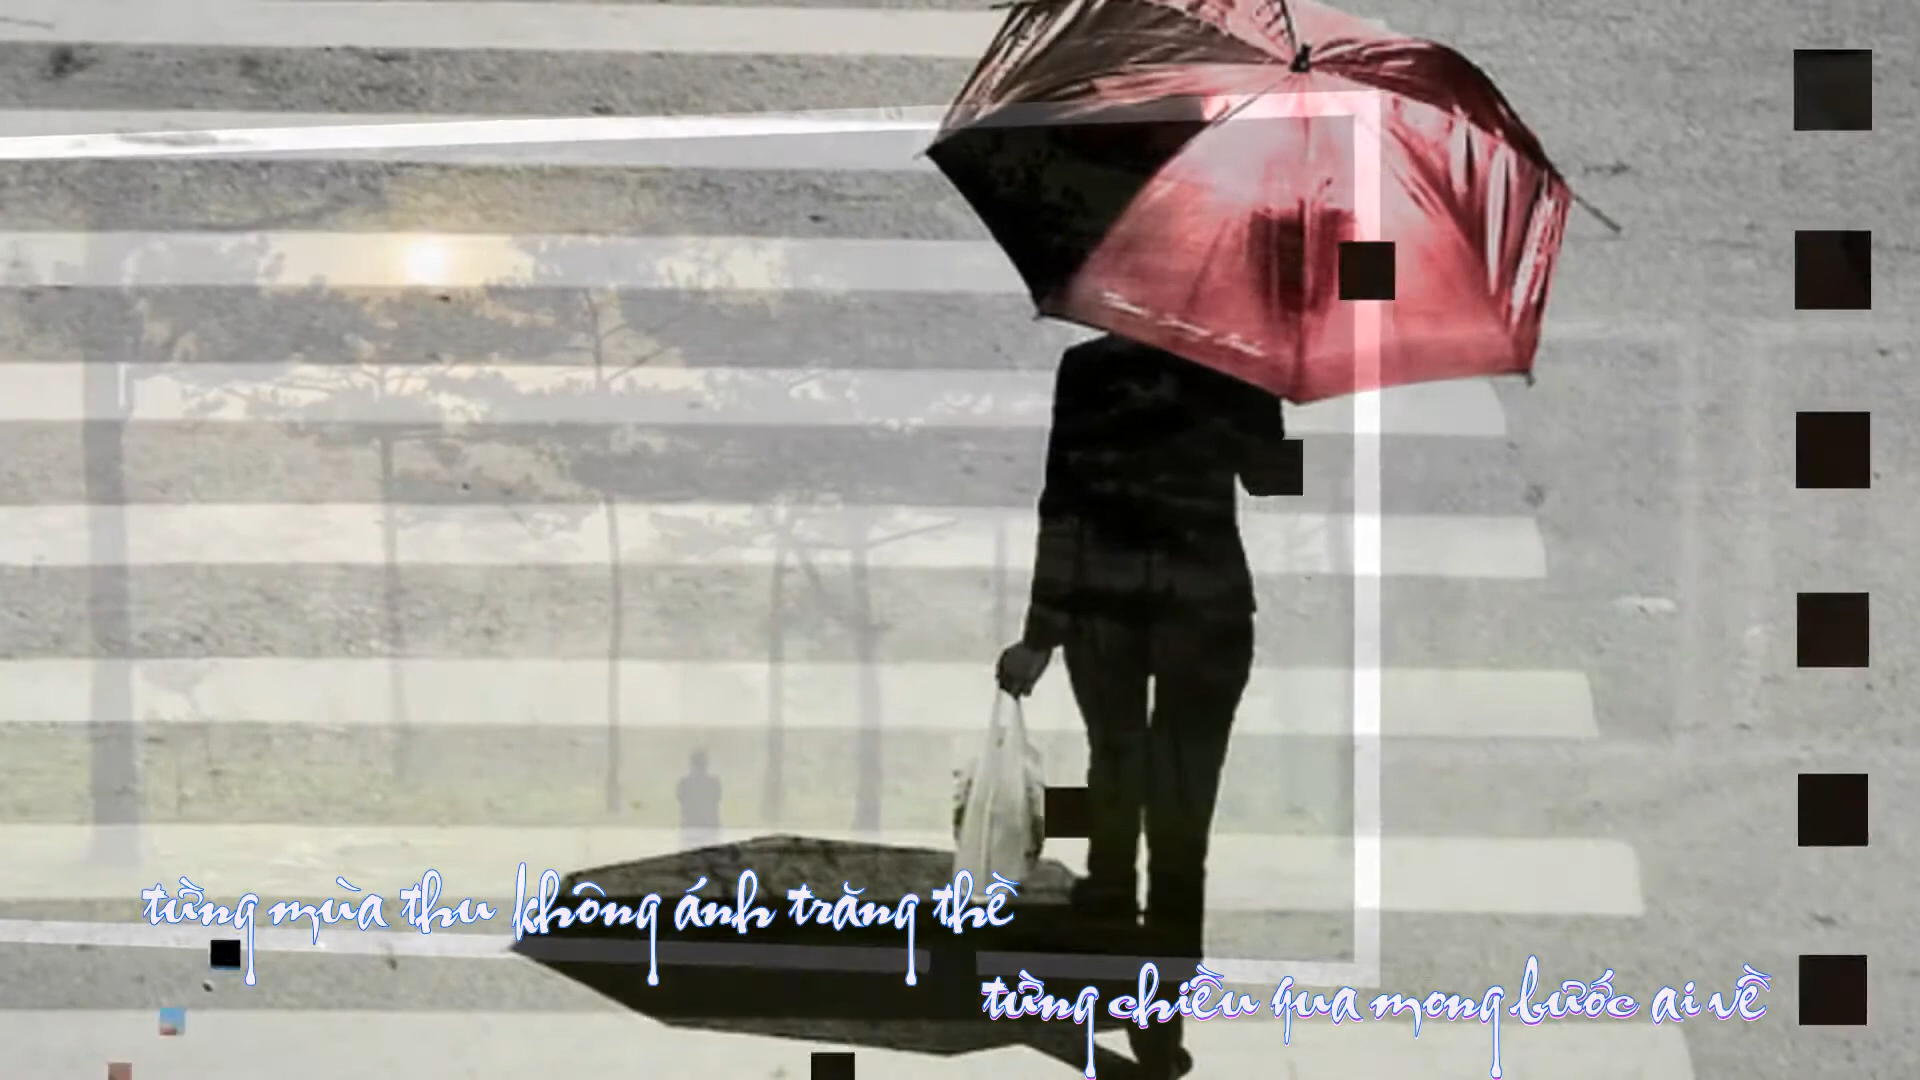 từng mùa thu không ánh trăng thề
từng chiều qua mong bước ai về